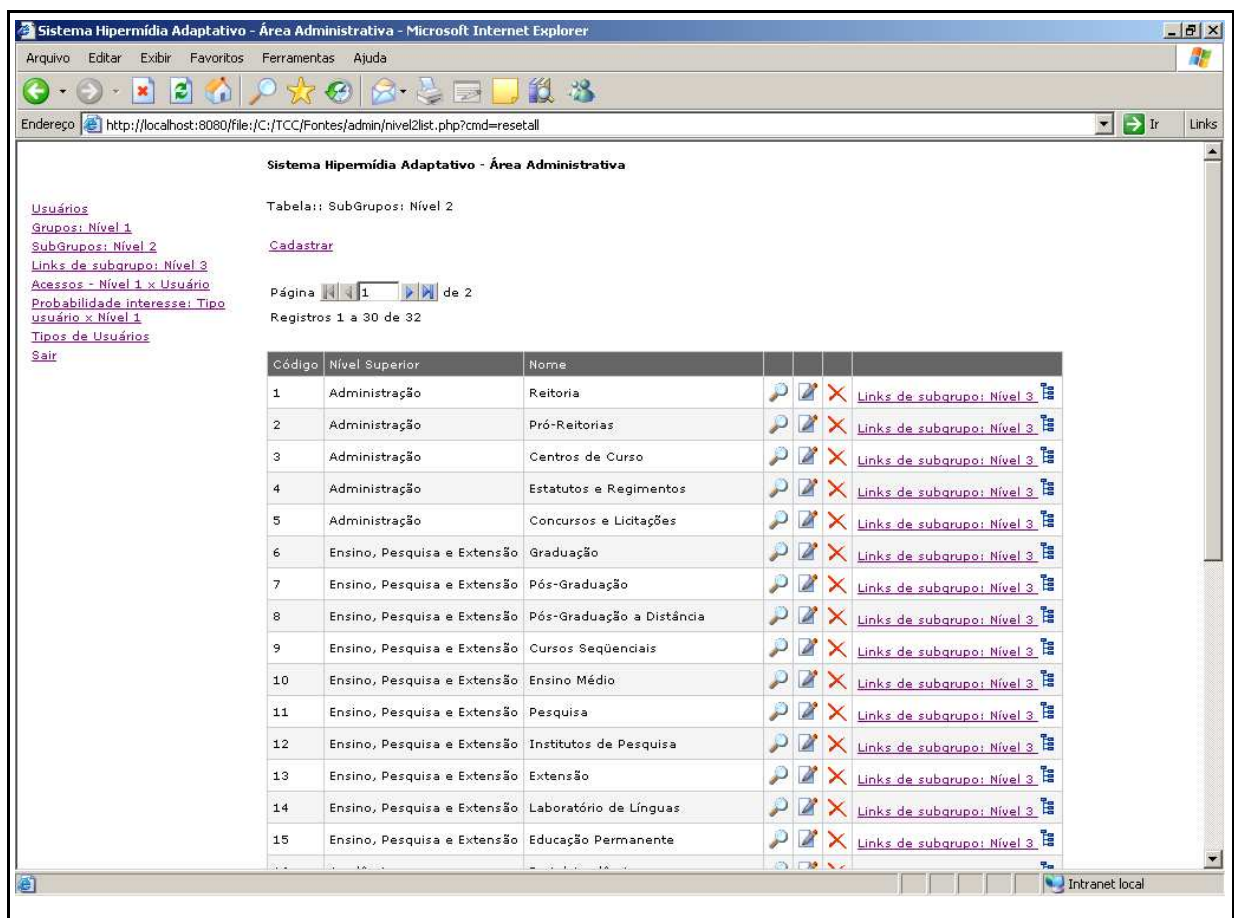 Sistema Hipermídia Adaptativo - Área Administrativa - Microsoft Internet Explorer
Arquivo Editar Exibir Favoritos Ferramentas Ajuda
Endereço http://localhost:8080/file:/C:/TCC/Fontes/admin/nivel2list.php?cmd=resetall Ir Links
Sistema Hipermídia Adaptativo - Área Administrativa
Usuários
Grupos: Nível 1
SubGrupos: Nível 2
Links de subgrupo: Nível 3
Acessos - Nível 1 x Usuário
Probabilidade interesse: Tipo
usuário x Nível 1
Tipos de Usuários
Sair
Tabela:: SubGrupos: Nível 2
Cadastrar
Página 1 de 2
Registros 1 a 30 de 32
Código Nível Superior Nome
1 Administração Reitoria Links de subgrupo: Nível 3
2 Administração Pró-Reitorias Links de subgrupo: Nível 3
3 Administração Centros de Curso Links de subgrupo: Nível 3
4 Administração Estatutos e Regimentos Links de subgrupo: Nível 3
5 Administração Concursos e Licitações Links de subgrupo: Nível 3
6 Ensino, Pesquisa e Extensão Graduação Links de subgrupo: Nível 3
7 Ensino, Pesquisa e Extensão Pós-Graduação Links de subgrupo: Nível 3
8 Ensino, Pesquisa e Extensão Pós-Graduação a Distância Links de subgrupo: Nível 3
9 Ensino, Pesquisa e Extensão Cursos Seqüenciais Links de subgrupo: Nível 3
10 Ensino, Pesquisa e Extensão Ensino Médio Links de subgrupo: Nível 3
11 Ensino, Pesquisa e Extensão Pesquisa Links de subgrupo: Nível 3
12 Ensino, Pesquisa e Extensão Institutos de Pesquisa Links de subgrupo: Nível 3
13 Ensino, Pesquisa e Extensão Extensão Links de subgrupo: Nível 3
14 Ensino, Pesquisa e Extensão Laboratório de Línguas Links de subgrupo: Nível 3
15 Ensino, Pesquisa e Extensão Educação Permanente Links de subgrupo: Nível 3
Intranet local